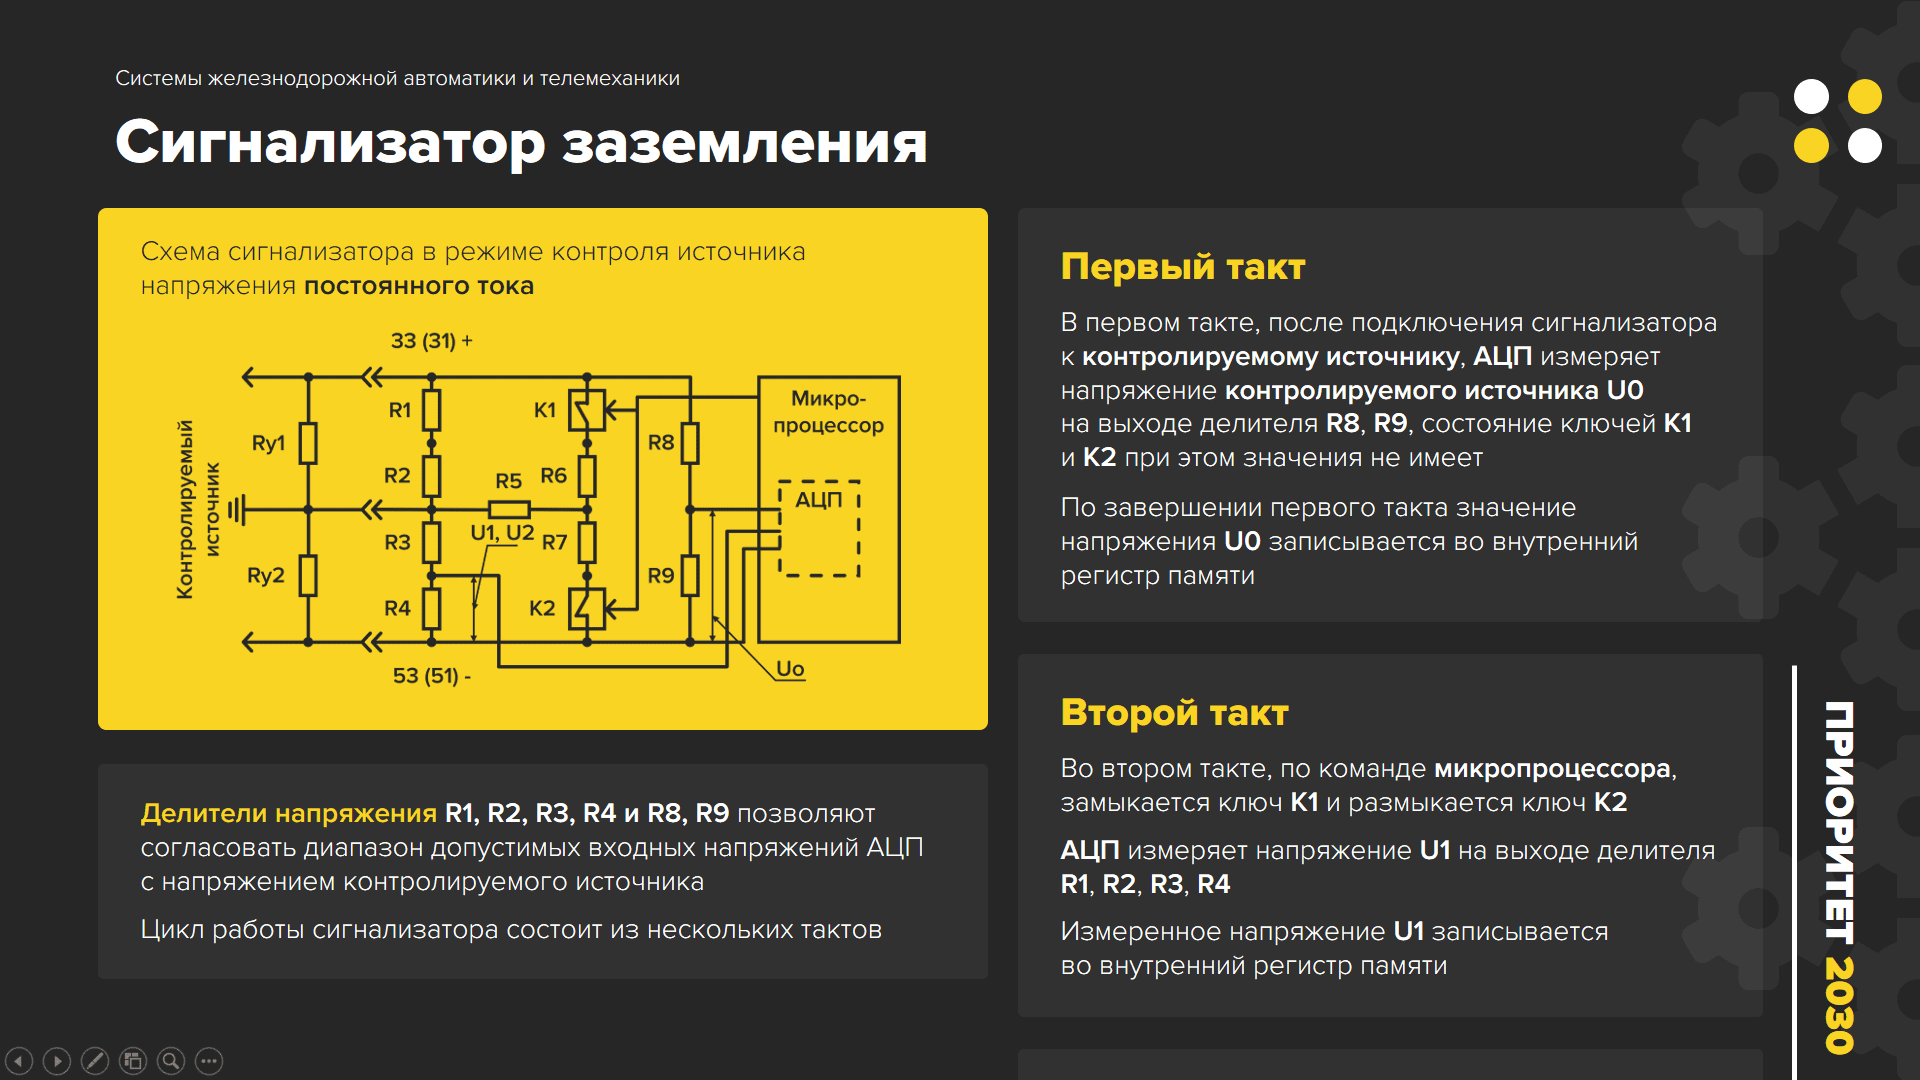 Системы железнодорожной автоматики и телемеханики
Сигнализатор заземления
Схема сигнализатора в режиме контроля источника
напряжения постоянного тока
33 (31) +
R1
K1
Микро-
процессор
Ry1
R8
R2
R5
R6
АЦП
Контролируемый
источник
U1, U2
R3
R7
Ry2
R9
R4
K2
Uo
53 (51) -
Делители напряжения R1, R2, R3, R4 и R8, R9 позволяют
согласовать диапазон допустимых входных напряжений АЦП
с напряжением контролируемого источника
Цикл работы сигнализатора состоит из нескольких тактов
Первый такт
В первом такте, после подключения сигнализатора
к контролируемому источнику, АЦП измеряет
напряжение контролируемого источника U0
на выходе делителя R8, R9, состояние ключей K1
и K2 при этом значения не имеет
По завершении первого такта значение
напряжения U0 записывается во внутренний
регистр памяти
Второй такт
Во втором такте, по команде микропроцессора,
замыкается ключ K1 и размыкается ключ K2
АЦП измеряет напряжение U1 на выходе делителя
R1, R2, R3, R4
Измеренное напряжение U1 записывается
во внутренний регистр памяти
ПРИОРИТЕТ 2030